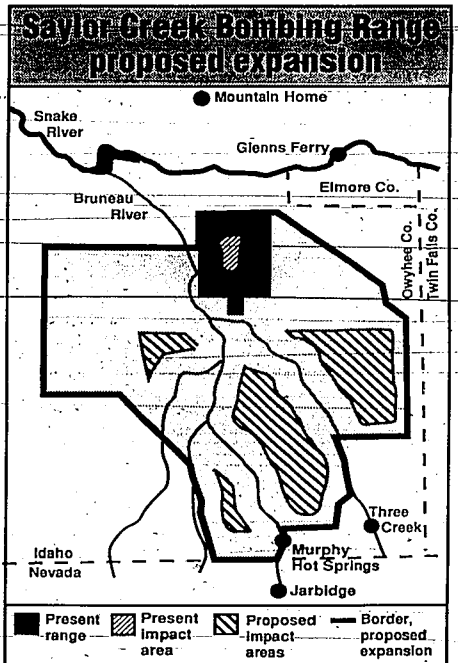 Saylor Creek Bombing Range
proposed expansion
Mountain Home
Snake
River
Glenns Ferry
Elmore Co.
Bruneau
River
Owyhee Co.
Twin Falls Co.
Three
Creek
Idaho
Nevada
Murphy
Hot Springs
Jarbidge
Present
range
Present
impact
area
Proposed
impact
areas
Border,
proposed
expansion